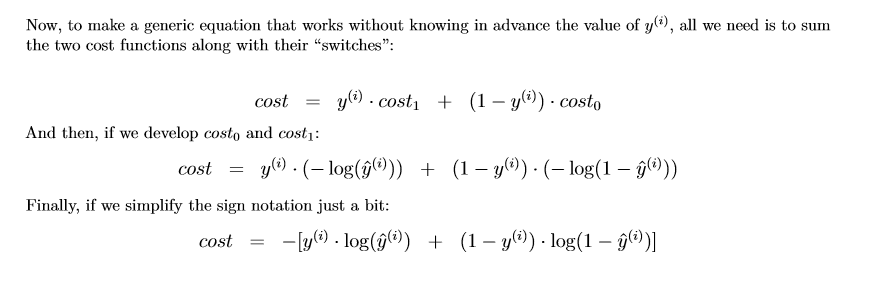 Now, to make a generic equation that works without knowing in advance the value of y^(i), all we need is to sum
the two cost functions along with their “switches”:
cost = y^(i) · cost₁ + (1 − y^(i)) · cost₀
And then, if we develop cost₀ and cost₁:
cost = y^(i) · (− log(ŷ^(i))) + (1 − y^(i)) · (− log(1 − ŷ^(i)))
Finally, if we simplify the sign notation just a bit:
cost = −[y^(i) · log(ŷ^(i)) + (1 − y^(i)) · log(1 − ŷ^(i))]